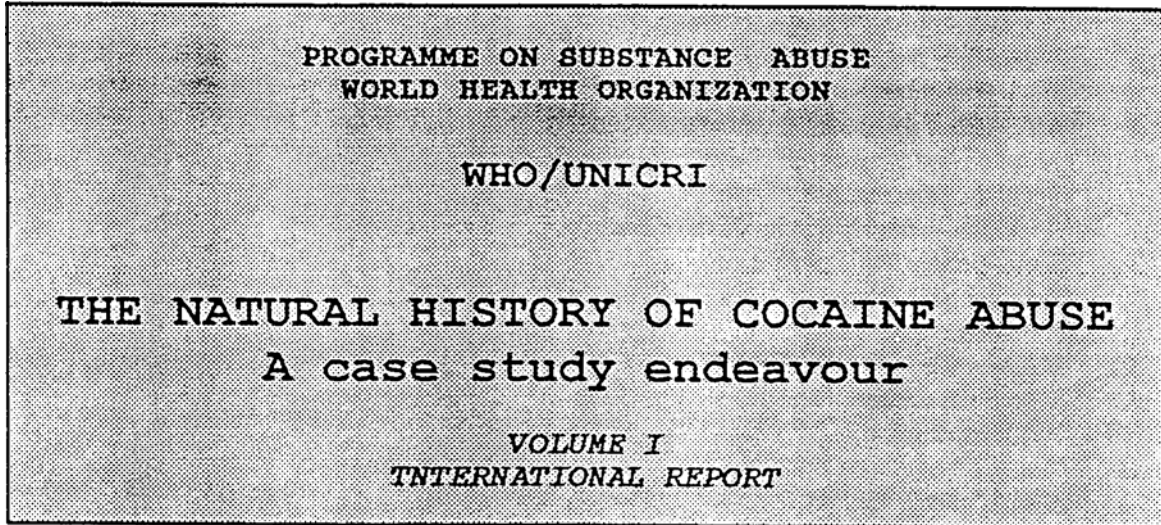 PROGRAMME ON SUBSTANCE ABUSE
WORLD HEALTH ORGANIZATION
WHO/UNICRI
THE NATURAL HISTORY OF COCAINE ABUSE
A case study endeavour
VOLUME I
TNTERNATIONAL REPORT